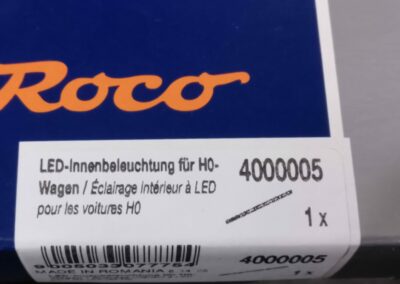 Roco
LED-Innenbeleuchtung für H0-
Wagen / Éclairage intérieur à LED
pour les voitures H0
4000005
1 x
9005033077754
MADE IN ROMANIA
4000005
1 x